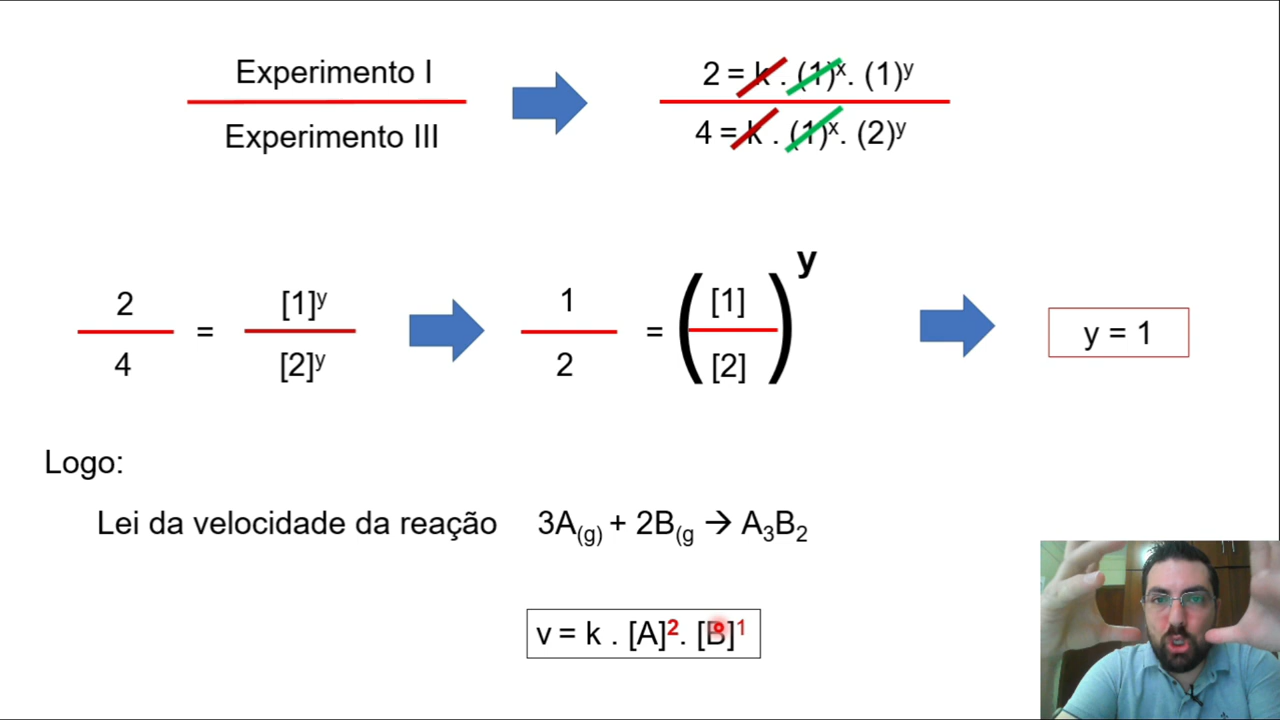 Experimento I
Experimento III
2 = k . (1)ˣ. (1)ʸ
4 = k . (1)ˣ. (2)ʸ
2
4
=
[1]ʸ
[2]ʸ
1
2
=
([1]
[2])
y
y = 1
Logo:
Lei da velocidade da reação 3A₍g₎ + 2B₍g → A₃B₂
v = k . [A]². [B]¹